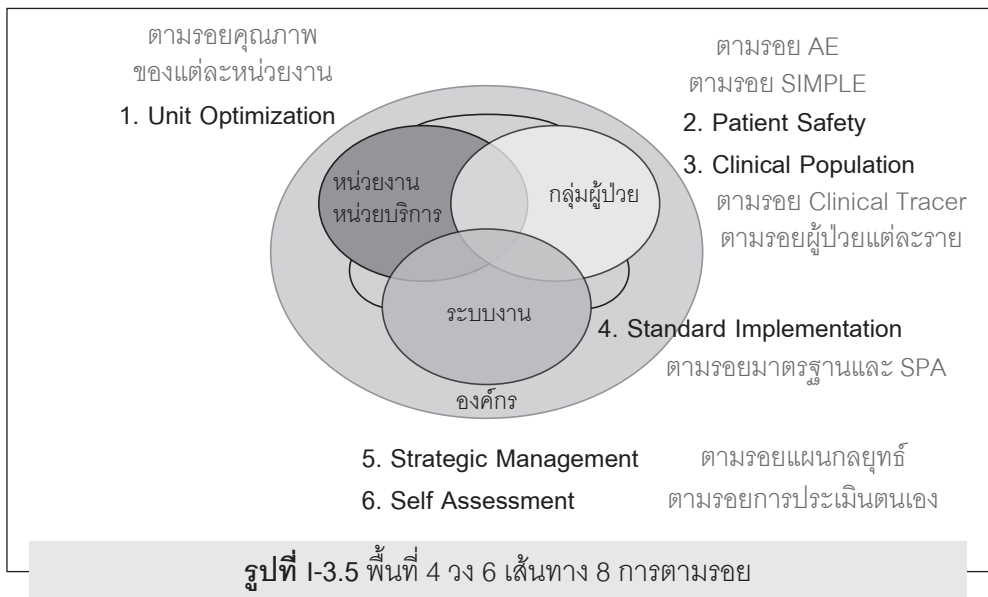 ตามรอยคุณภาพ
ของแต่ละหน่วยงาน
1. Unit Optimization
ตามรอย AE
ตามรอย SIMPLE
2. Patient Safety
3. Clinical Population
ตามรอย Clinical Tracer
ตามรอยผู้ป่วยแต่ละราย
หน่วยงาน
หน่วยบริการ
กลุ่มผู้ป่วย
ระบบงาน
องค์กร
4. Standard Implementation
ตามรอยมาตรฐานและ SPA
5. Strategic Management ตามรอยแผนกลยุทธ์
6. Self Assessment ตามรอยการประเมินตนเอง
รูปที่ I-3.5 พื้นที่ 4 วง 6 เส้นทาง 8 การตามรอย